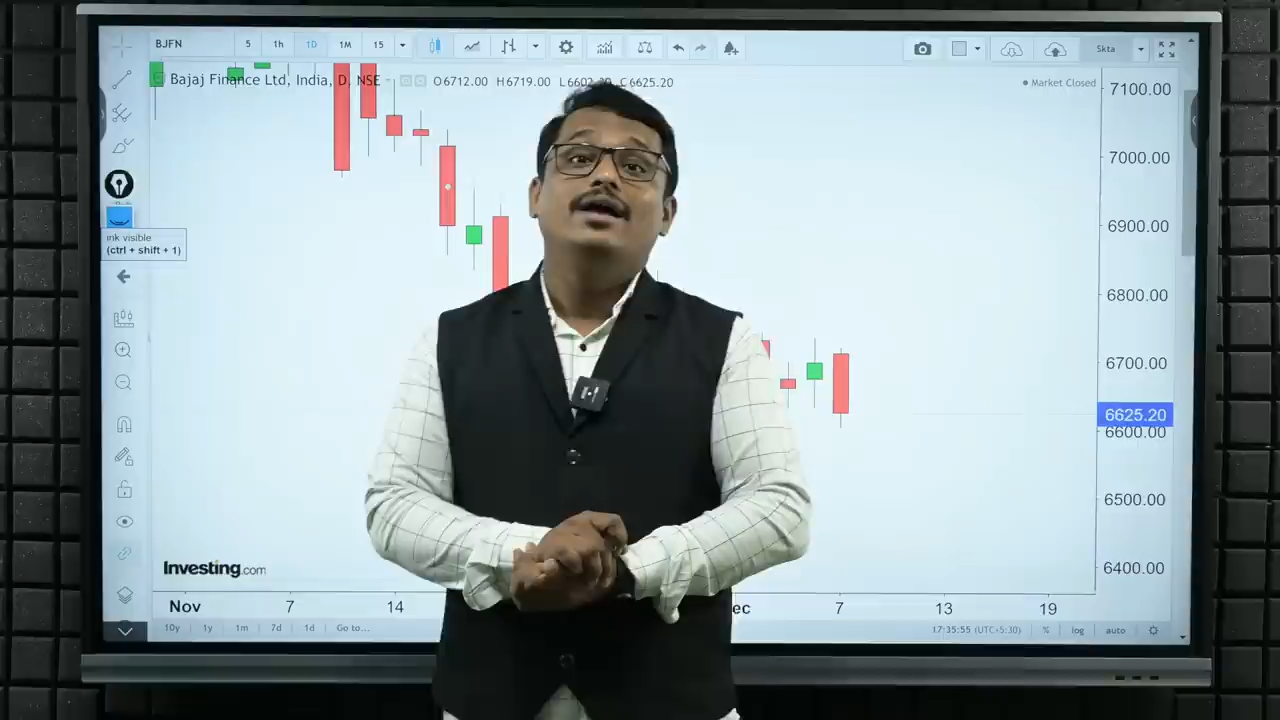 BJFN 5 1h 1D 1M 15 5kta
Bajaj Finance Ltd, India, D, NSE O6712.00 H6719.00 C6625.20
Market Closed
7100.00
7000.00
6900.00
6800.00
6700.00
6625.20
6600.00
6500.00
6400.00
ink visible
(ctrl + shift + 1)
Investing.com
Nov 7 14 ec 7 13 19
10y 1y 1m 7d 1d Go to... 17:35:55 (UTC+5:30) % log auto